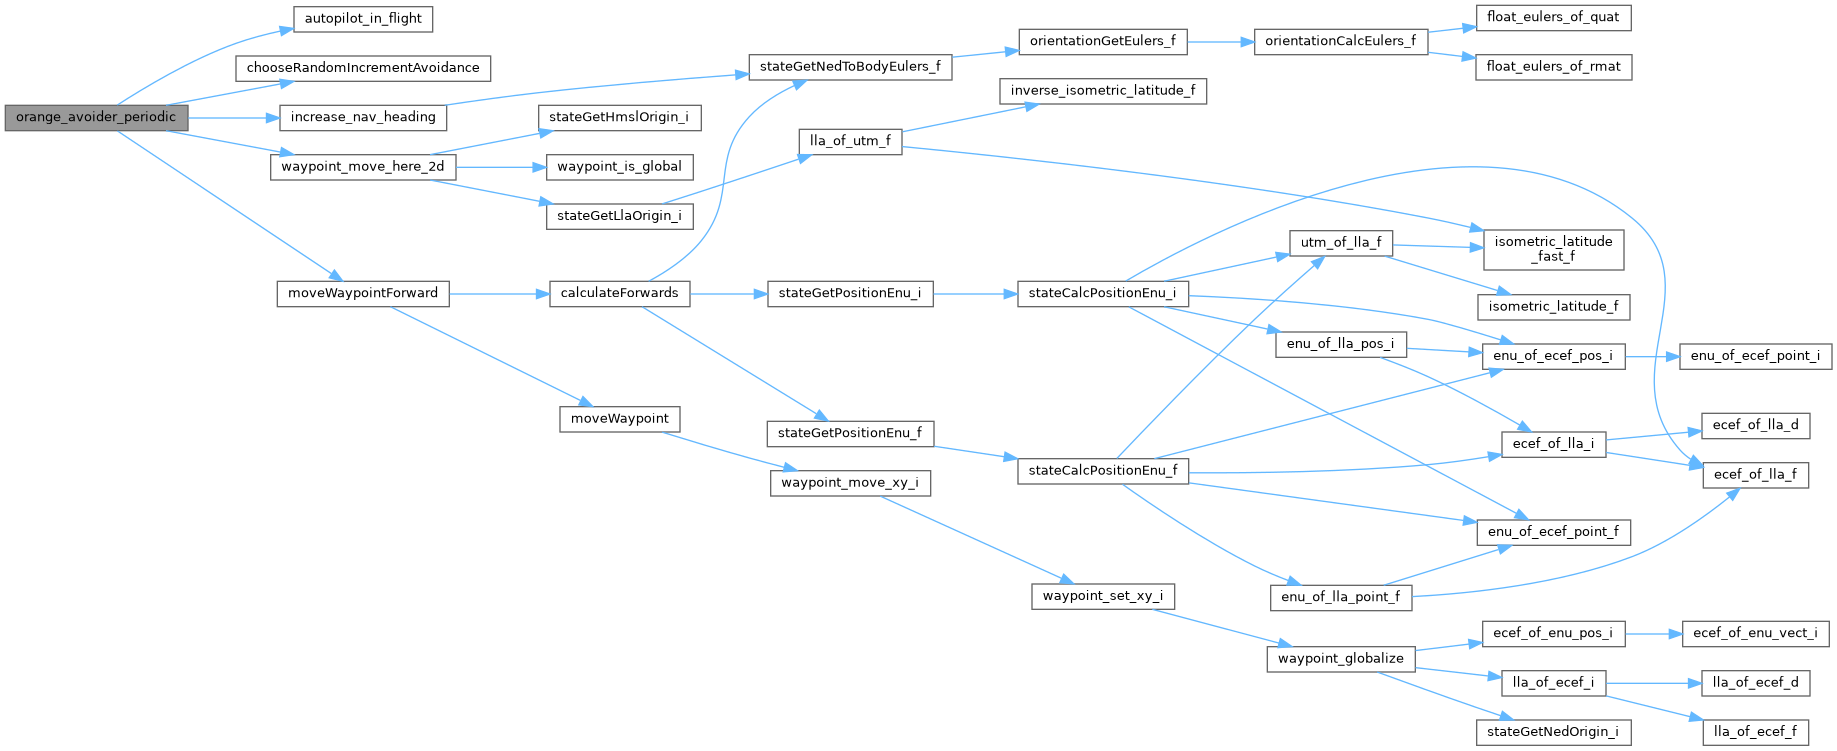 orange_avoider_periodic
autopilot_in_flight
chooseRandomIncrementAvoidance
increase_nav_heading
waypoint_move_here_2d
moveWaypointForward
stateGetHmslOrigin_i
waypoint_is_global
stateGetLlaOrigin_i
calculateForwards
moveWaypoint
stateGetNedToBodyEulers_f
lla_of_utm_f
stateGetPositionEnu_i
stateGetPositionEnu_f
waypoint_move_xy_i
orientationGetEulers_f
inverse_isometric_latitude_f
stateCalcPositionEnu_i
stateCalcPositionEnu_f
waypoint_set_xy_i
orientationCalcEulers_f
utm_of_lla_f
enu_of_lla_pos_i
enu_of_lla_point_f
waypoint_globalize
float_eulers_of_quat
float_eulers_of_rmat
isometric_latitude
_fast_f
isometric_latitude_f
enu_of_ecef_pos_i
ecef_of_lla_i
enu_of_ecef_point_f
ecef_of_enu_pos_i
lla_of_ecef_i
stateGetNedOrigin_i
enu_of_ecef_point_i
ecef_of_lla_d
ecef_of_lla_f
ecef_of_enu_vect_i
lla_of_ecef_d
lla_of_ecef_f